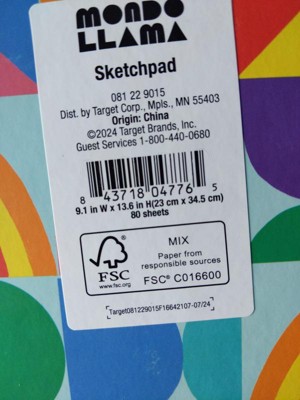 MONDO
LLAMA
Sketchpad
081 22 9015
Dist. by Target Corp., Mpls., MN 55403
Origin: China
©2024 Target Brands, Inc.
Guest Services 1-800-440-0680
8 43718 04776 5
9.1 in W x 13.6 in H(23 cm x 34.5 cm)
80 sheets
FSC
www.fsc.org
MIX
Paper from
responsible sources
FSC® C016600
Target081229015F16642107-07/24